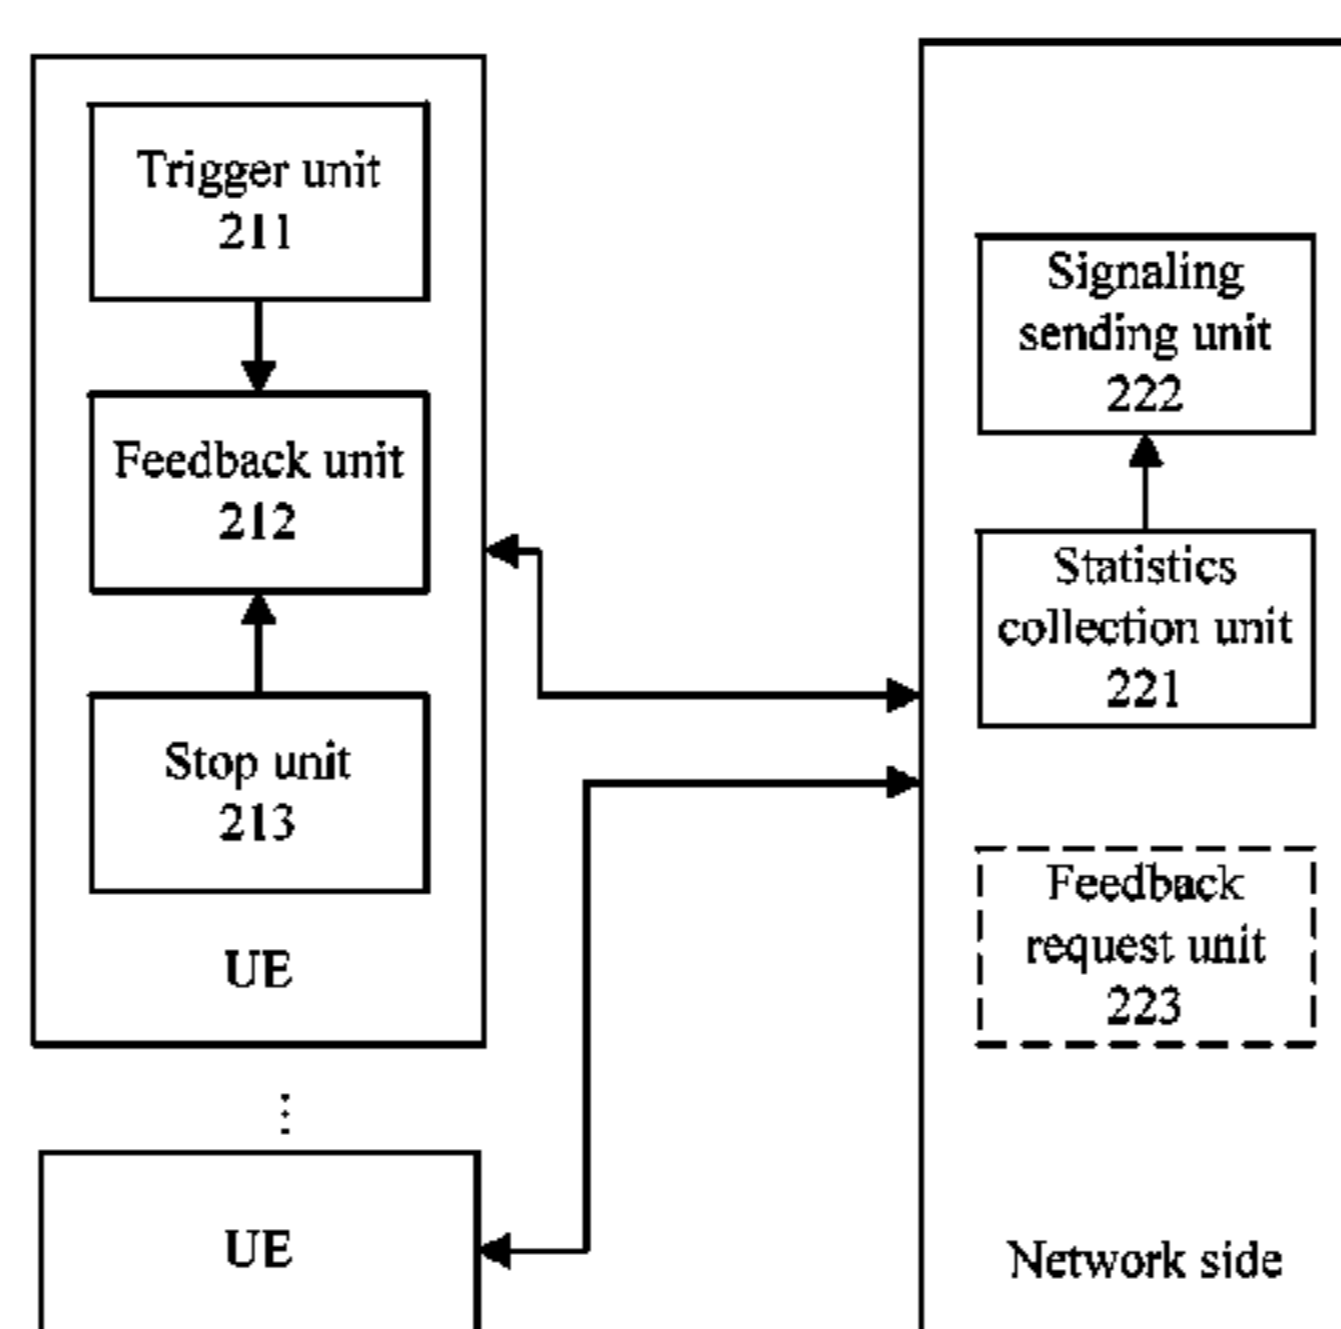 Trigger unit
211
Feedback unit
212
Stop unit
213
UE
⋮
UE
Signaling
sending unit
222
Statistics
collection unit
221
Feedback
request unit
223
Network side